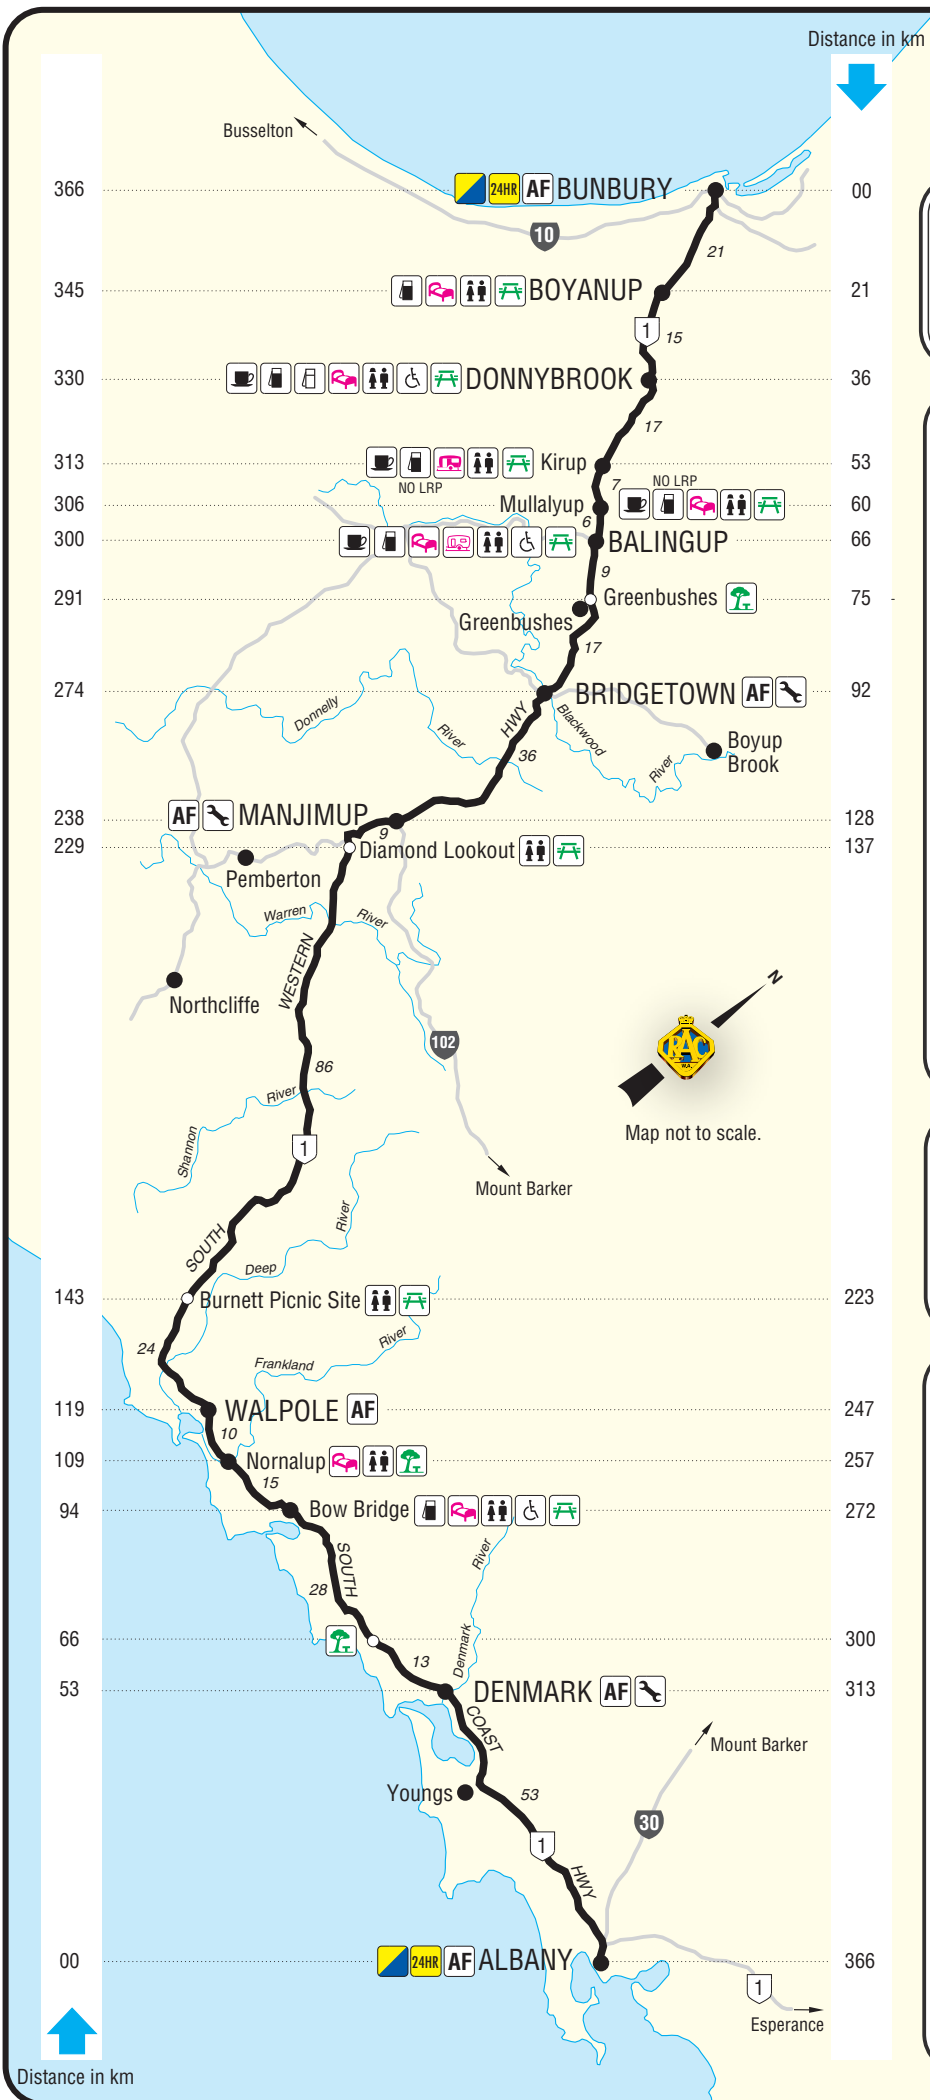 Distance in km
Busselton
366 24HR AF BUNBURY 00
10
21
345 BOYANUP 21
1 15
330 DONNYBROOK 36
17
313 Kirup 53
NO LRP
7
NO LRP
306 Mullalyup 60
6
300 BALINGUP 66
9
291 Greenbushes 75
Greenbushes
17
274 BRIDGETOWN AF 92
Donnelly River
HWY
Blackwood River
36
Boyup
Brook
238 AF MANJIMUP 128
9
229 Diamond Lookout 137
Pemberton
Warren River
WESTERN
Northcliffe
N
102
RAC
W.A.
86
Shannon River
Map not to scale.
1
Mount Barker
SOUTH
Deep River
143 Burnett Picnic Site 223
24
Frankland River
119 WALPOLE AF 247
10
109 Nornalup 257
15
94 Bow Bridge 272
SOUTH
28
Denmark River
66 300
13
53 DENMARK AF 313
COAST
Mount Barker
Youngs
53
30
1
HWY
00 24HR AF ALBANY 366
1
Esperance
Distance in km